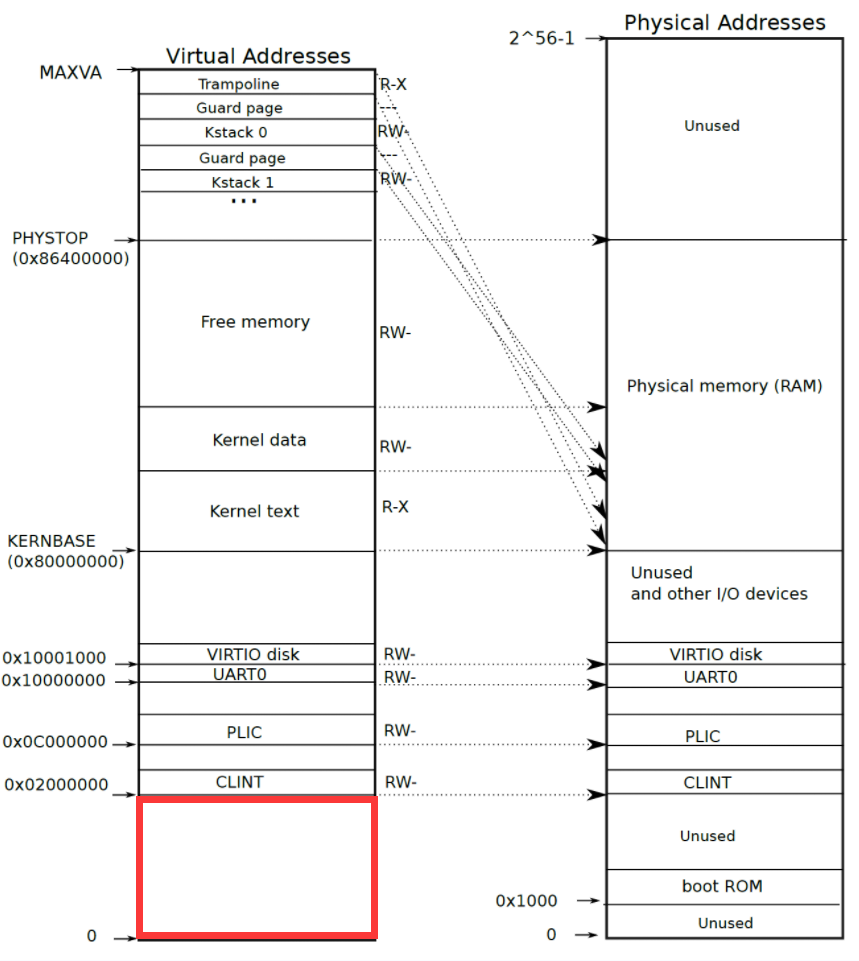 Physical Addresses
2^56-1
Virtual Addresses
MAXVA
Trampoline
R-X
Guard page
---
Unused
Kstack 0
RW-
Guard page
---
Kstack 1
RW-
...
PHYSTOP
(0x86400000)
Free memory
RW-
Physical memory (RAM)
Kernel data
RW-
Kernel text
R-X
KERNBASE
(0x80000000)
Unused
and other I/O devices
0x10001000
VIRTIO disk
RW-
VIRTIO disk
0x10000000
UART0
RW-
UART0
0x0C000000
PLIC
RW-
PLIC
0x02000000
CLINT
RW-
CLINT
Unused
boot ROM
0x1000
Unused
0
0